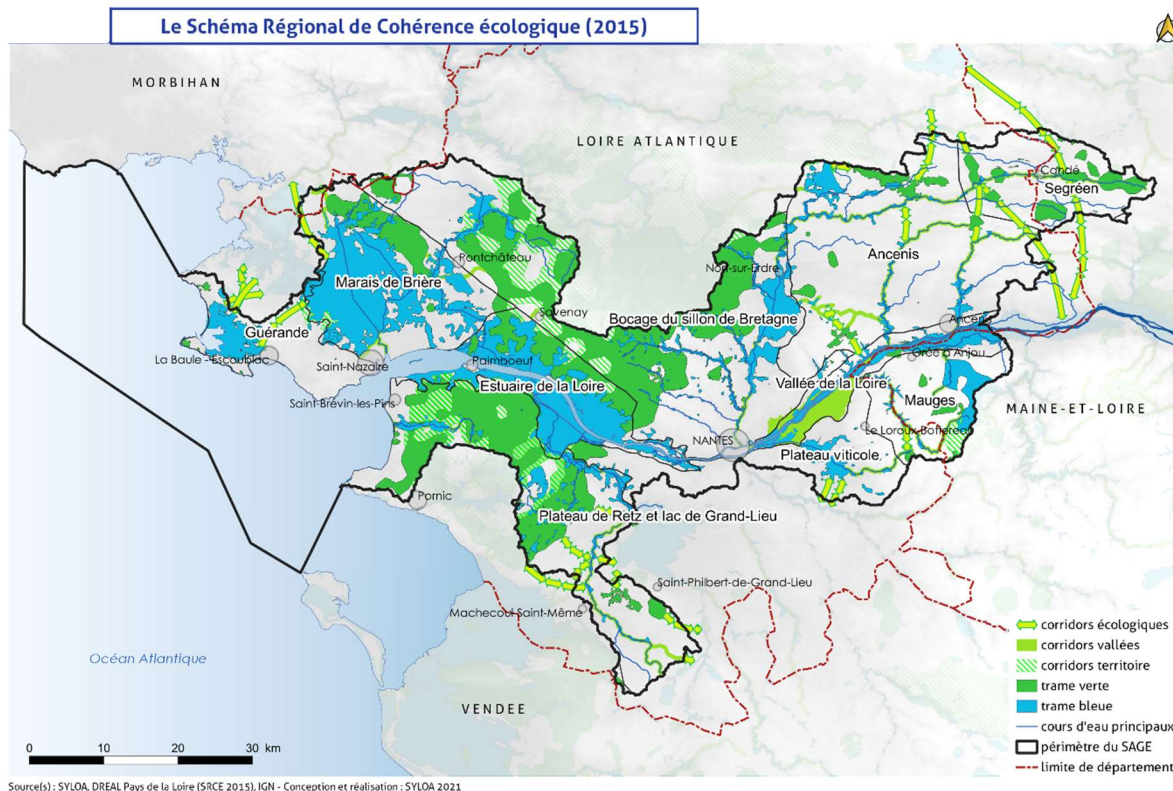 Le Schéma Régional de Cohérence écologique (2015)
MORBIHAN
LOIRE ATLANTIQUE
Candé
Segréen
Ancenis
Pontchâteau
Nort-sur-Erdre
Marais de Brière
Savenay
Bocage du sillon de Bretagne
Ancenis
Guérande
La Baule - Escoublac
Saint-Nazaire
Paimboeuf
Orée d'Anjou
Estuaire de la Loire
Vallée de la Loire
Mauges
Saint-Brévin-les-Pins
MAINE-ET-LOIRE
NANTES
Le Loroux-Bottereau
Plateau viticole
Pornic
Plateau de Retz et lac de Grand-Lieu
Saint-Philbert-de-Grand-Lieu
Machecoul-Saint-Même
Océan Atlantique
VENDEE
corridors écologiques
corridors vallées
corridors territoire
trame verte
trame bleue
cours d'eau principaux
périmètre du SAGE
limite de département
0 10 20 30 km
Source(s) : SYLOA, DREAL Pays de la Loire (SRCE 2015), IGN - Conception et réalisation : SYLOA 2021